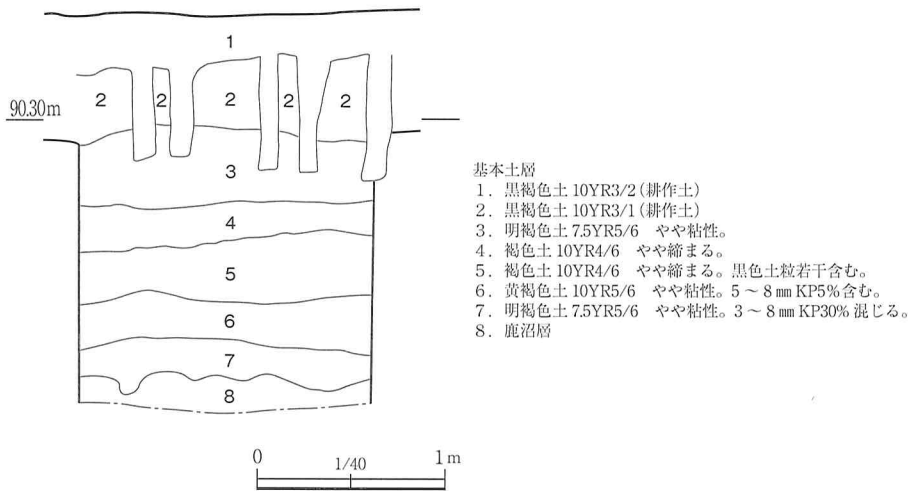 1
2 2 2 2 2
90.30m
3
4
5
6
7
8
0 1/40 1m
基本土層
1．黒褐色土 10YR3/2(耕作土)
2．黒褐色土 10YR3/1(耕作土)
3．明褐色土 7.5YR5/6 やや粘性。
4．褐色土 10YR4/6 やや締まる。
5．褐色土 10YR4/6 やや締まる。黒色土粒若干含む。
6．黄褐色土 10YR5/6 やや粘性。5～8㎜ KP5%含む。
7．明褐色土 7.5YR5/6 やや粘性。3～8㎜ KP30%混じる。
8．鹿沼層